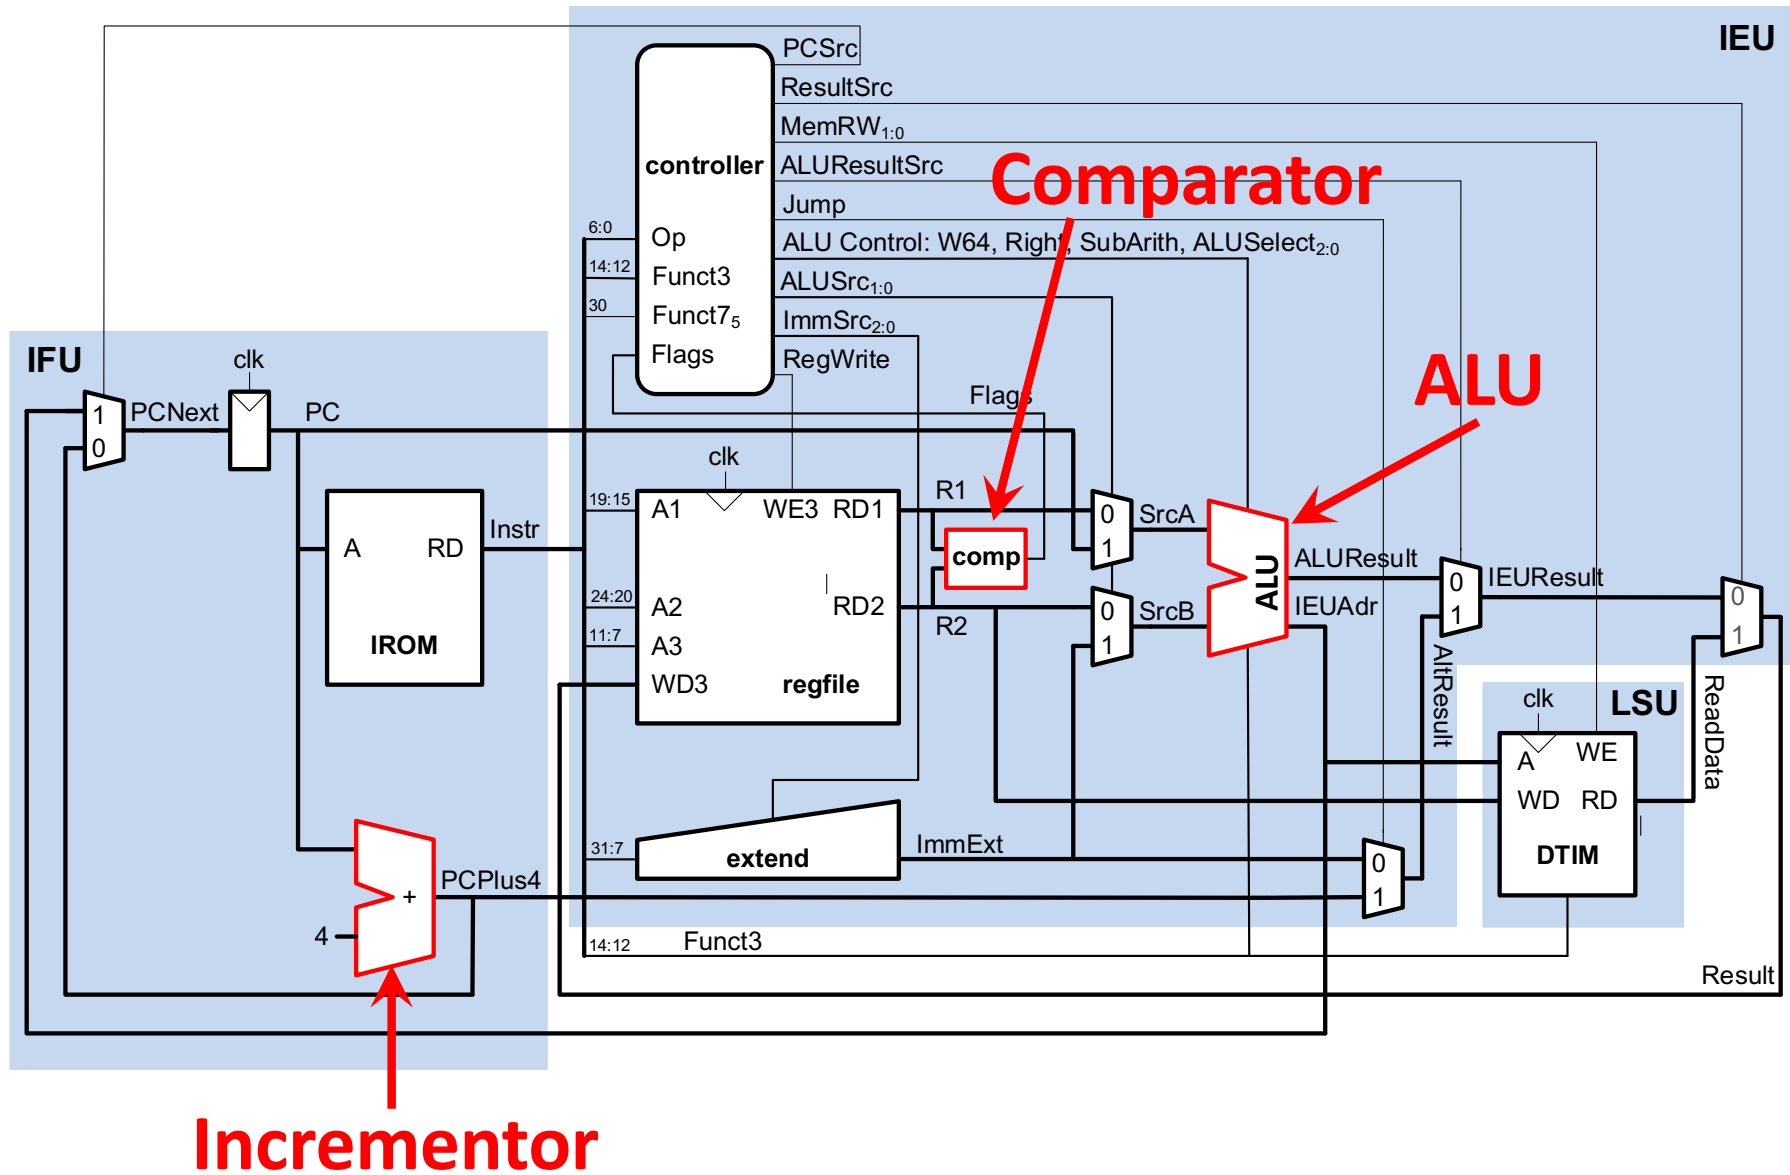 IEU
PCSrc
ResultSrc
MemRW1:0
controller
ALUResultSrc
Comparator
Jump
6:0 Op
ALU Control: W64, Right, SubArith, ALUSelect2:0
14:12 Funct3
ALUSrc1:0
30 Funct75
ImmSrc2:0
Flags
RegWrite
IFU
clk
ALU
Flags
1
0
PCNext
PC
clk
19:15 A1
WE3 RD1
R1
0
1
SrcA
Instr
A RD
IROM
comp
ALU
ALUResult
0
1
IEUResult
0
1
24:20 A2
RD2
R2
0
1
SrcB
IEUAdr
11:7 A3
WD3
regfile
AltResult
ReadData
LSU
clk
A WE
WD RD
DTIM
31:7 extend
ImmExt
0
1
PCPlus4
+
4
14:12 Funct3
Result
Incrementor